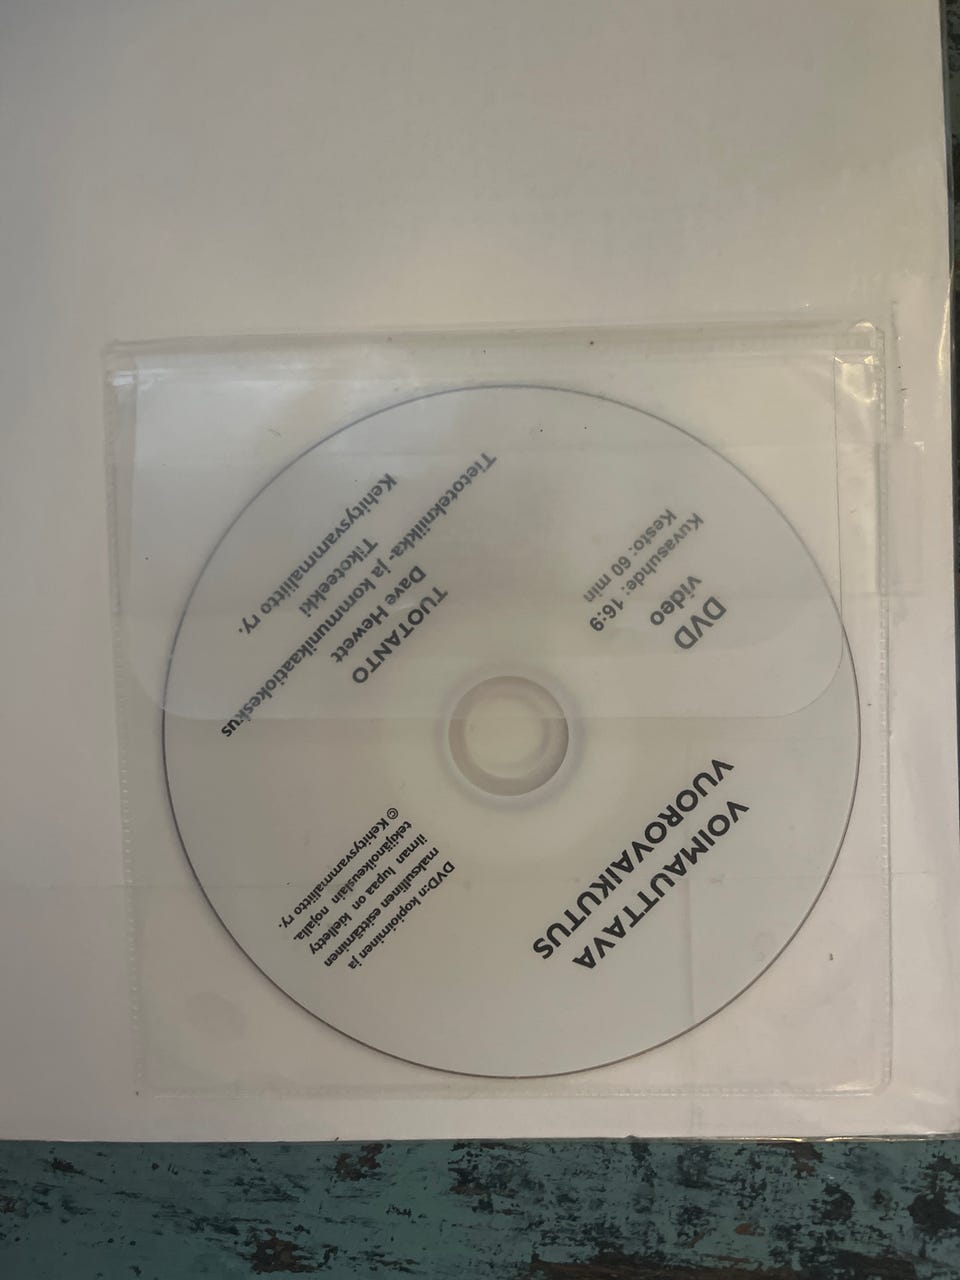 VOIMAUTTAVA
VUOROVAIKUTUS
DVD
video
Kuvasuhde: 16:9
Kesto: 60 min
TUOTANTO
Dave Hewett
Tietotekniikka- ja kommunikaatiokeskus
Tikoteekki
Kehitysvammaliitto ry.
DVD:n kopioiminen ja
maksullinen esittäminen
ilman lupaa on kielletty
tekijänoikeuslain nojalla.
© Kehitysvammaliitto ry.